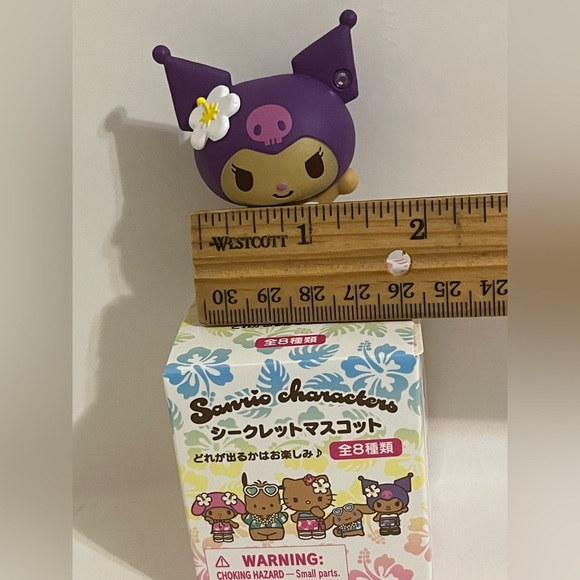 1 2
WESTCOTT
30 29 28 27 26 25 24
全8種類
Sanrio characters
シークレットマスコット
どれが出るかはお楽しみ♪ 全8種類
WARNING:
CHOKING HAZARD — Small parts.